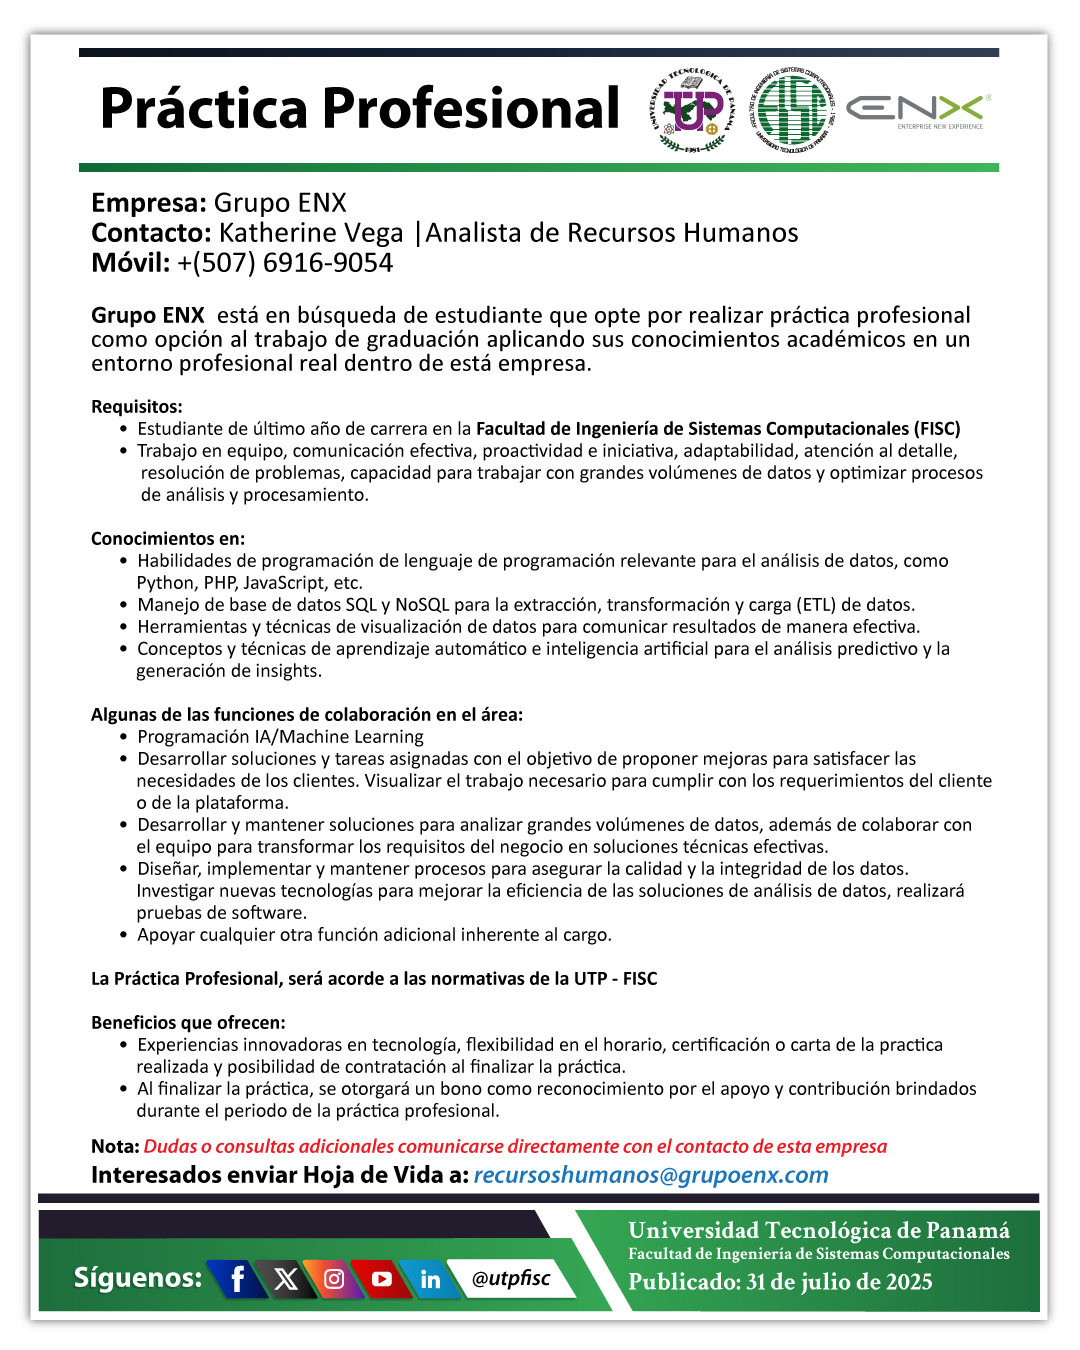 Práctica Profesional
UNIVERSIDAD TECNOLÓGICA DE PANAMÁ
UTP
1981
FACULTAD DE INGENIERÍA DE SISTEMAS COMPUTACIONALES
FISC
UNIVERSIDAD TECNOLÓGICA DE PANAMÁ
ENX®
ENTERPRISE NEW EXPERIENCE
Empresa: Grupo ENX
Contacto: Katherine Vega |Analista de Recursos Humanos
Móvil: +(507) 6916-9054
Grupo ENX  está en búsqueda de estudiante que opte por realizar práctica profesional
como opción al trabajo de graduación aplicando sus conocimientos académicos en un
entorno profesional real dentro de está empresa.
Requisitos:
• Estudiante de último año de carrera en la Facultad de Ingeniería de Sistemas Computacionales (FISC)
• Trabajo en equipo, comunicación efectiva, proactividad e iniciativa, adaptabilidad, atención al detalle,
resolución de problemas, capacidad para trabajar con grandes volúmenes de datos y optimizar procesos
de análisis y procesamiento.
Conocimientos en:
• Habilidades de programación de lenguaje de programación relevante para el análisis de datos, como
Python, PHP, JavaScript, etc.
• Manejo de base de datos SQL y NoSQL para la extracción, transformación y carga (ETL) de datos.
• Herramientas y técnicas de visualización de datos para comunicar resultados de manera efectiva.
• Conceptos y técnicas de aprendizaje automático e inteligencia artificial para el análisis predictivo y la
generación de insights.
Algunas de las funciones de colaboración en el área:
• Programación IA/Machine Learning
• Desarrollar soluciones y tareas asignadas con el objetivo de proponer mejoras para satisfacer las
necesidades de los clientes. Visualizar el trabajo necesario para cumplir con los requerimientos del cliente
o de la plataforma.
• Desarrollar y mantener soluciones para analizar grandes volúmenes de datos, además de colaborar con
el equipo para transformar los requisitos del negocio en soluciones técnicas efectivas.
• Diseñar, implementar y mantener procesos para asegurar la calidad y la integridad de los datos.
Investigar nuevas tecnologías para mejorar la eficiencia de las soluciones de análisis de datos, realizará
pruebas de software.
• Apoyar cualquier otra función adicional inherente al cargo.
La Práctica Profesional, será acorde a las normativas de la UTP - FISC
Beneficios que ofrecen:
• Experiencias innovadoras en tecnología, flexibilidad en el horario, certificación o carta de la practica
realizada y posibilidad de contratación al finalizar la práctica.
• Al finalizar la práctica, se otorgará un bono como reconocimiento por el apoyo y contribución brindados
durante el periodo de la práctica profesional.
Nota: Dudas o consultas adicionales comunicarse directamente con el contacto de esta empresa
Interesados enviar Hoja de Vida a: recursoshumanos@grupoenx.com
Síguenos: @utpfisc
Universidad Tecnológica de Panamá
Facultad de Ingeniería de Sistemas Computacionales
Publicado: 31 de julio de 2025